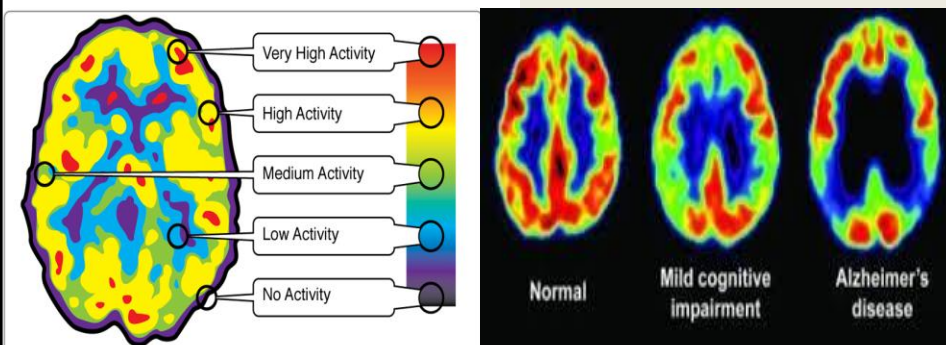 Very High Activity
High Activity
Medium Activity
Low Activity
No Activity
Normal
Mild cognitive
impairment
Alzheimer's
disease